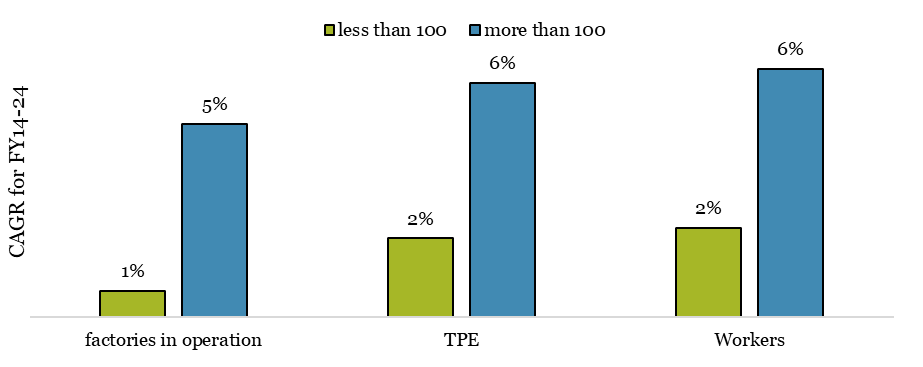 less than 100 more than 100
CAGR for FY14-24
1%
5%
2%
6%
2%
6%
factories in operation
TPE
Workers